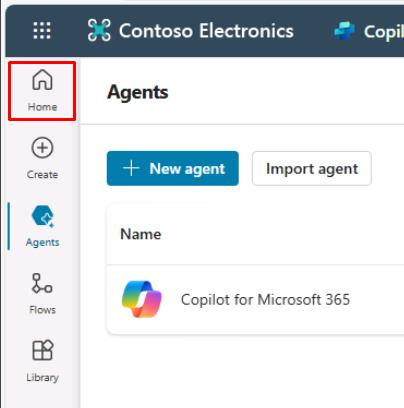 Contoso Electronics
Copil
Home
Agents
Create
New agent
Import agent
Agents
Name
Flows
Copilot for Microsoft 365
Library